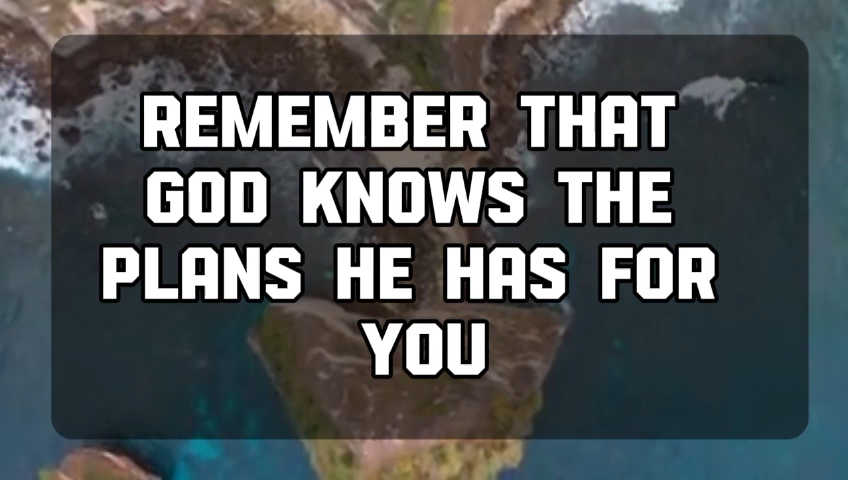 REMEMBER THAT
GOD KNOWS THE
PLANS HE HAS FOR
YOU